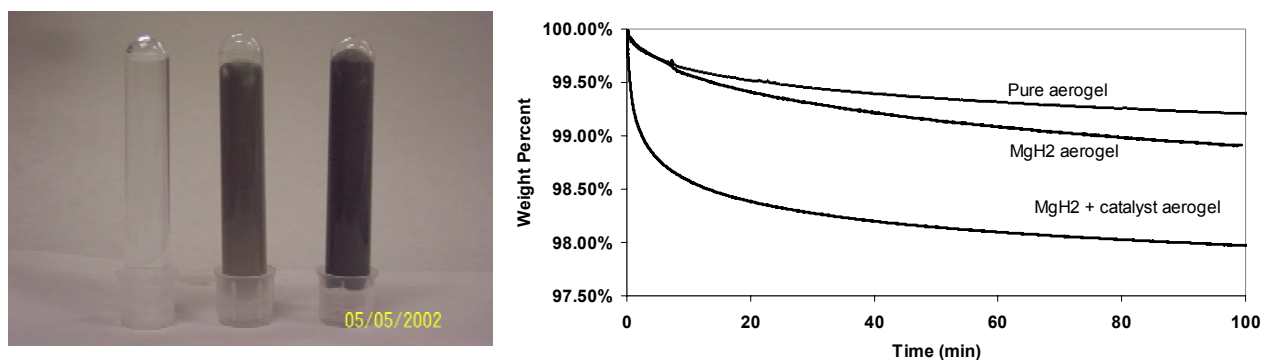 05/05/2002
100.00%
99.50%
99.00%
98.50%
98.00%
97.50%
Weight Percent
Pure aerogel
MgH2 aerogel
MgH2 + catalyst aerogel
0
20
40
60
80
100
Time (min)